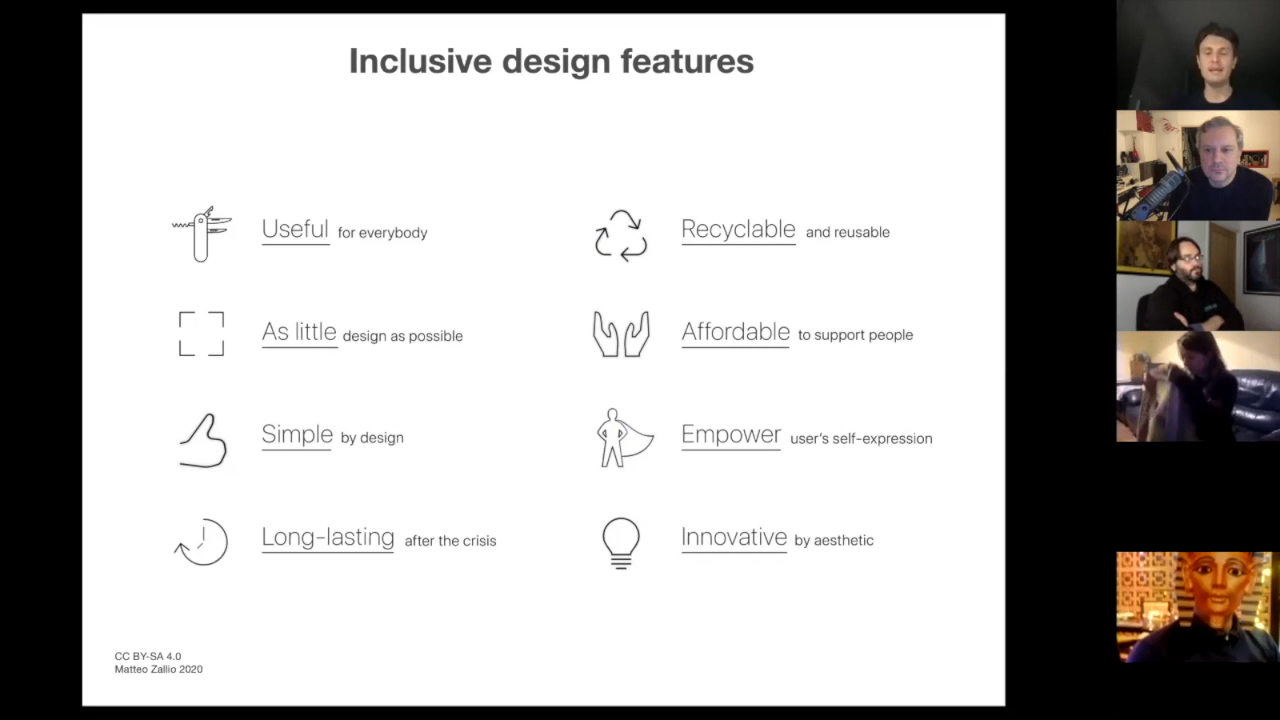 Inclusive design features
Useful for everybody
Recyclable and reusable
As little design as possible
Affordable to support people
Simple by design
Empower user's self-expression
Long-lasting after the crisis
Innovative by aesthetic
CC BY-SA 4.0
Matteo Zallio 2020